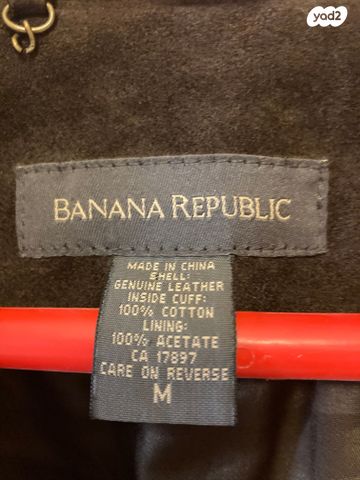 yad2
BANANA REPUBLIC
MADE IN CHINA
SHELL:
GENUINE LEATHER
INSIDE CUFF:
100% COTTON
LINING:
100% ACETATE
CA 17897
CARE ON REVERSE
M